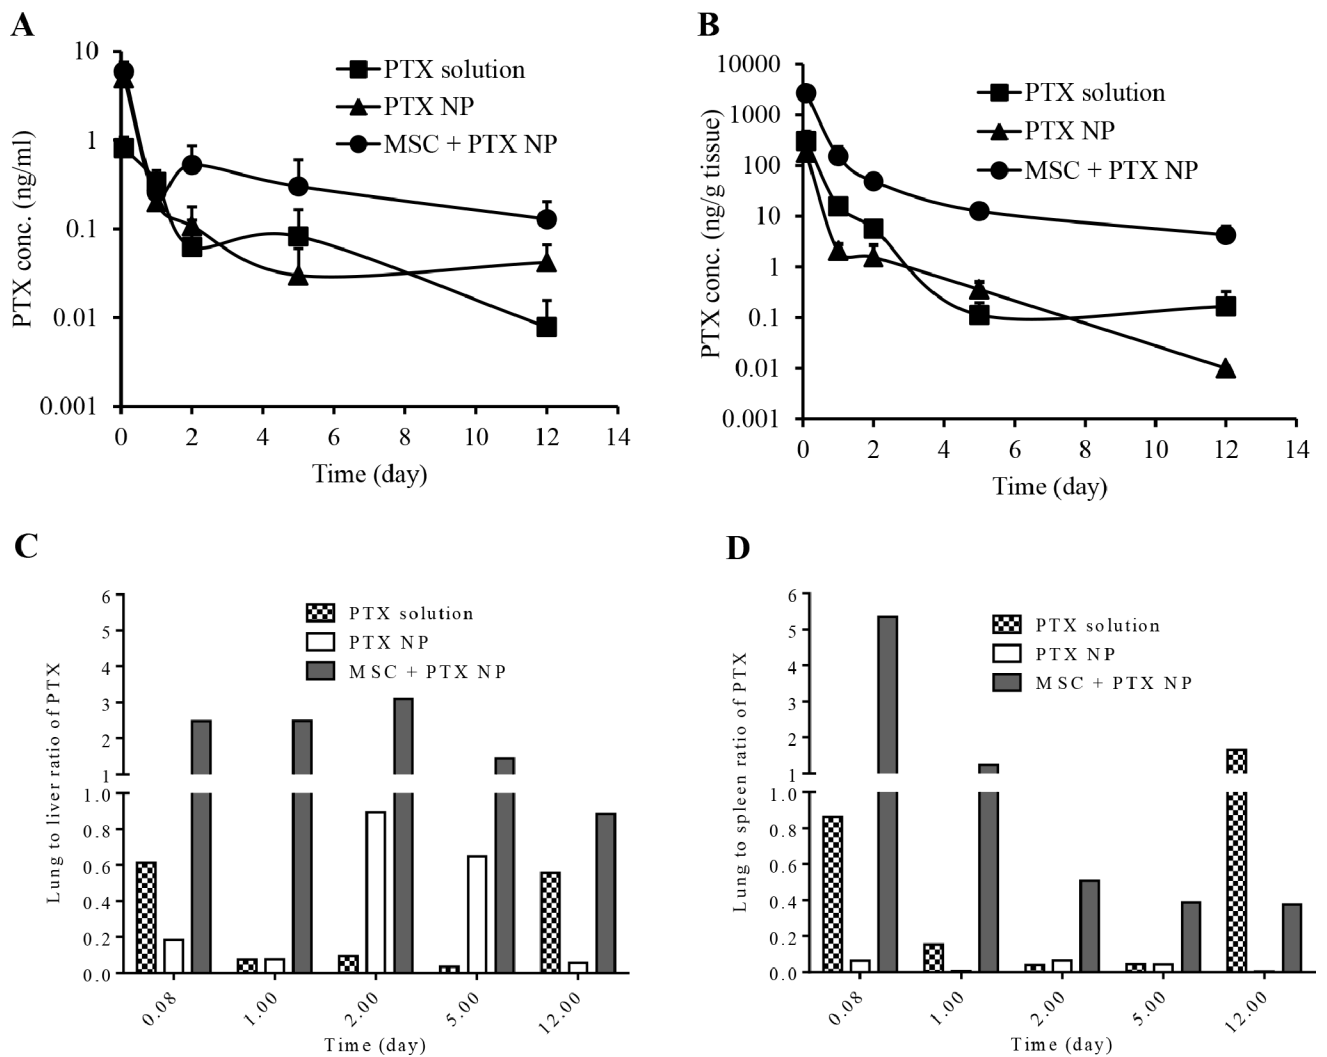 A
PTX conc. (ng/ml)
10
1
0.1
0.01
0.001
PTX solution
PTX NP
MSC + PTX NP
0 2 4 6 8 10 12 14
Time (day)
B
PTX conc. (ng/g tissue)
10000
1000
100
10
1
0.1
0.01
0.001
PTX solution
PTX NP
MSC + PTX NP
0 2 4 6 8 10 12 14
Time (day)
C
Lung to liver ratio of PTX
6
5
4
3
2
1
1.0
0.8
0.6
0.4
0.2
0.0
PTX solution
PTX NP
MSC + PTX NP
0.08 1.00 2.00 5.00 12.00
Time (day)
D
Lung to spleen ratio of PTX
6
5
4
3
2
1
1.0
0.8
0.6
0.4
0.2
0.0
PTX solution
PTX NP
MSC + PTX NP
0.08 1.00 2.00 5.00 12.00
Time (day)